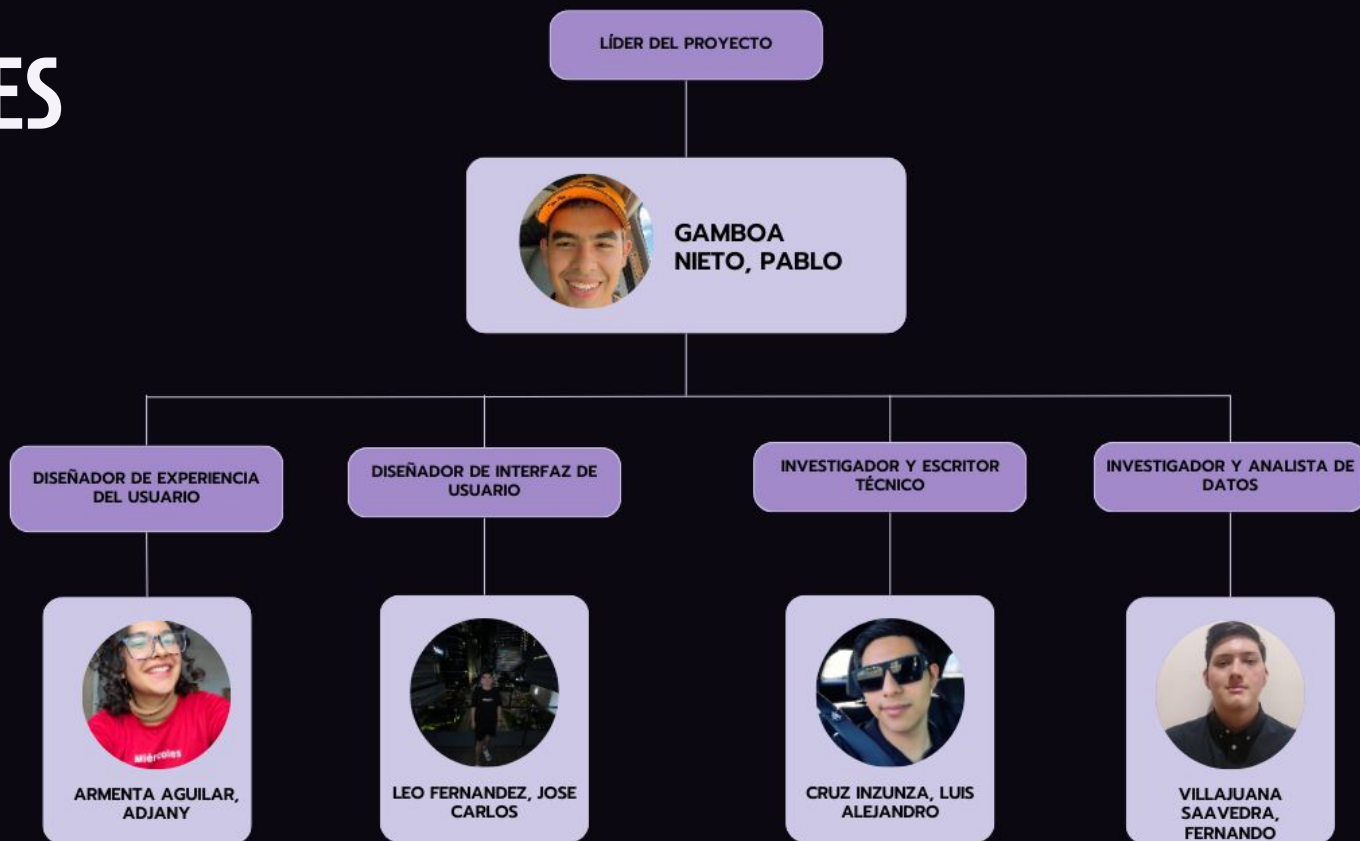 ES
LÍDER DEL PROYECTO
GAMBOA
NIETO, PABLO
DISEÑADOR DE EXPERIENCIA
DEL USUARIO
DISEÑADOR DE INTERFAZ DE
USUARIO
INVESTIGADOR Y ESCRITOR
TÉCNICO
INVESTIGADOR Y ANALISTA DE
DATOS
Miércoles
ARMENTA AGUILAR,
ADJANY
LEO FERNANDEZ, JOSE
CARLOS
CRUZ INZUNZA, LUIS
ALEJANDRO
VILLAJUANA
SAAVEDRA,
FERNANDO